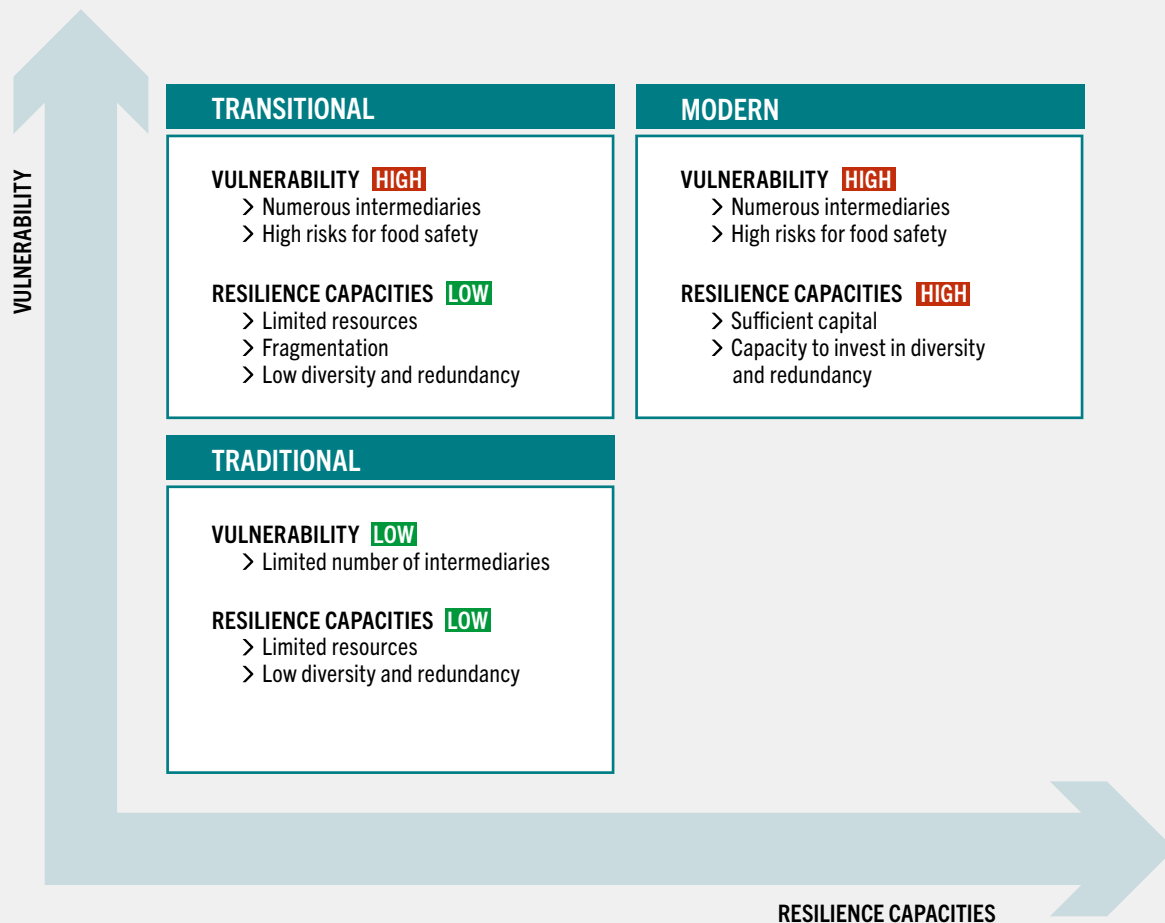 VULNERABILITY
TRANSITIONAL
VULNERABILITY HIGH
> Numerous intermediaries
> High risks for food safety
RESILIENCE CAPACITIES LOW
> Limited resources
> Fragmentation
> Low diversity and redundancy
MODERN
VULNERABILITY HIGH
> Numerous intermediaries
> High risks for food safety
RESILIENCE CAPACITIES HIGH
> Sufficient capital
> Capacity to invest in diversity
and redundancy
TRADITIONAL
VULNERABILITY LOW
> Limited number of intermediaries
RESILIENCE CAPACITIES LOW
> Limited resources
> Low diversity and redundancy
RESILIENCE CAPACITIES